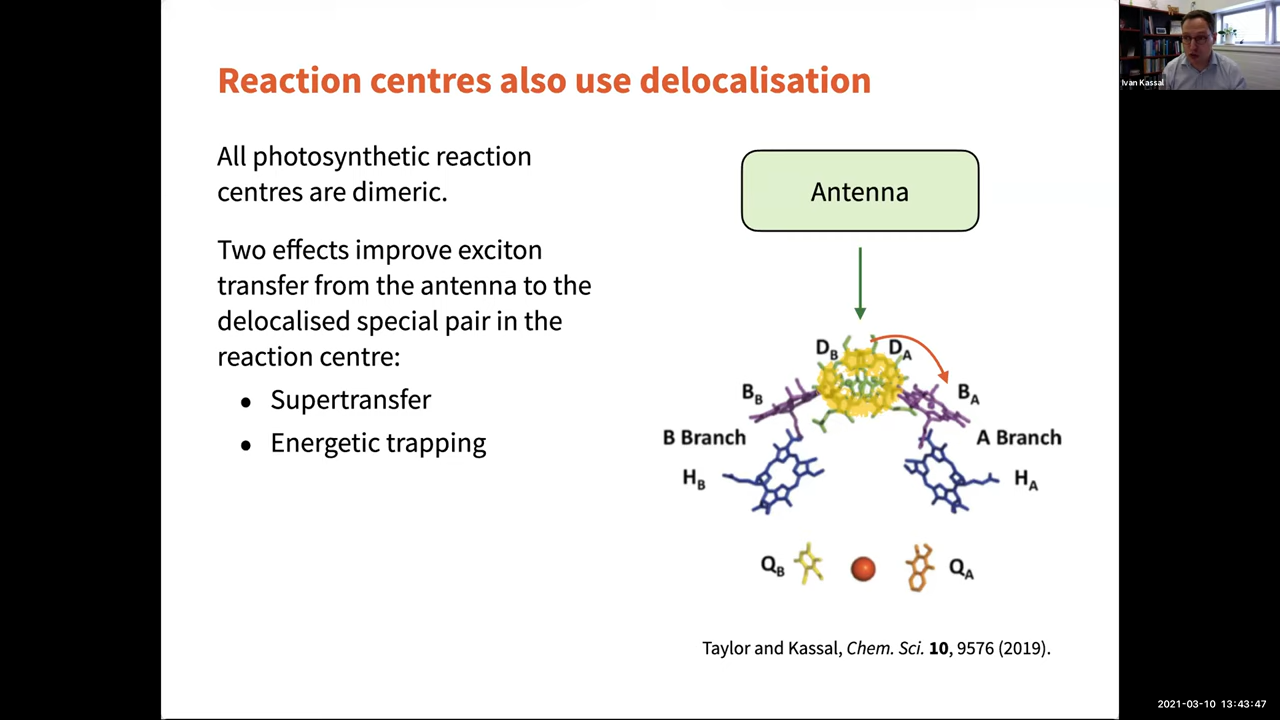 Reaction centres also use delocalisation
All photosynthetic reaction
centres are dimeric.
Two effects improve exciton
transfer from the antenna to the
delocalised special pair in the
reaction centre:
• Supertransfer
• Energetic trapping
Antenna
D_B D_A
B_B B_A
B Branch A Branch
H_B H_A
Q_B Q_A
Taylor and Kassal, Chem. Sci. 10, 9576 (2019).
Ivan Kassal
2021-03-10 13:43:47